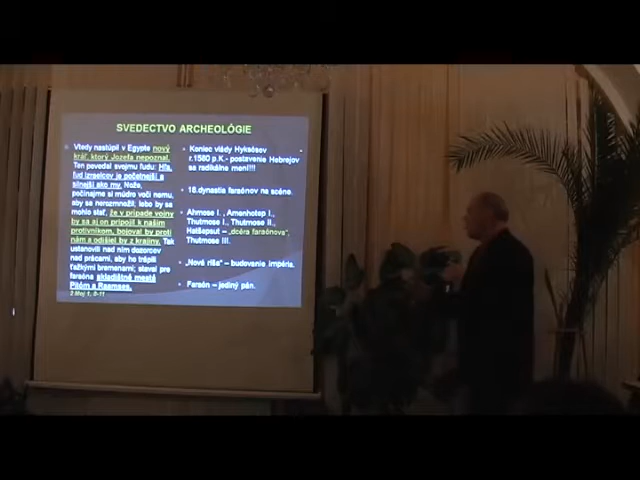 SVEDECTVO ARCHEOLÓGIE
Vtedy nastúpil v Egypte nový
kráľ, ktorý Jozefa nepoznal.
Ten povedal svojmu ľudu: Hľa,
ľud Izraelcov je početnejší a
silnejší ako my. Nože,
počínajme si múdro voči nemu,
aby sa nerozmnožil; lebo by sa
mohlo stať, že v prípade vojny
by sa aj on pripojil k našim
protivníkom, bojoval by proti
nám a odišiel by z krajiny. Tak
ustanovili nad ním dozorcov
nad prácami, aby ho trápili
ťažkými bremenami; staval pre
faraóna skladištné mestá
Pitóm a Raamses.
2 Moj 1, 8-11
Koniec vlády Hyksósov
r.1580 p.K.- postavenie Hebrejov
sa radikálne mení!!!
18.dynastia faraónov na scéne.
Ahmose I., Amenhotep I.,
Thutmose I., Thutmose II.,
Hatšepsut – „dcéra faraónova“,
Thutmose III.
„Nová ríša“ – budovanie impéria.
Faraón – jediný pán.